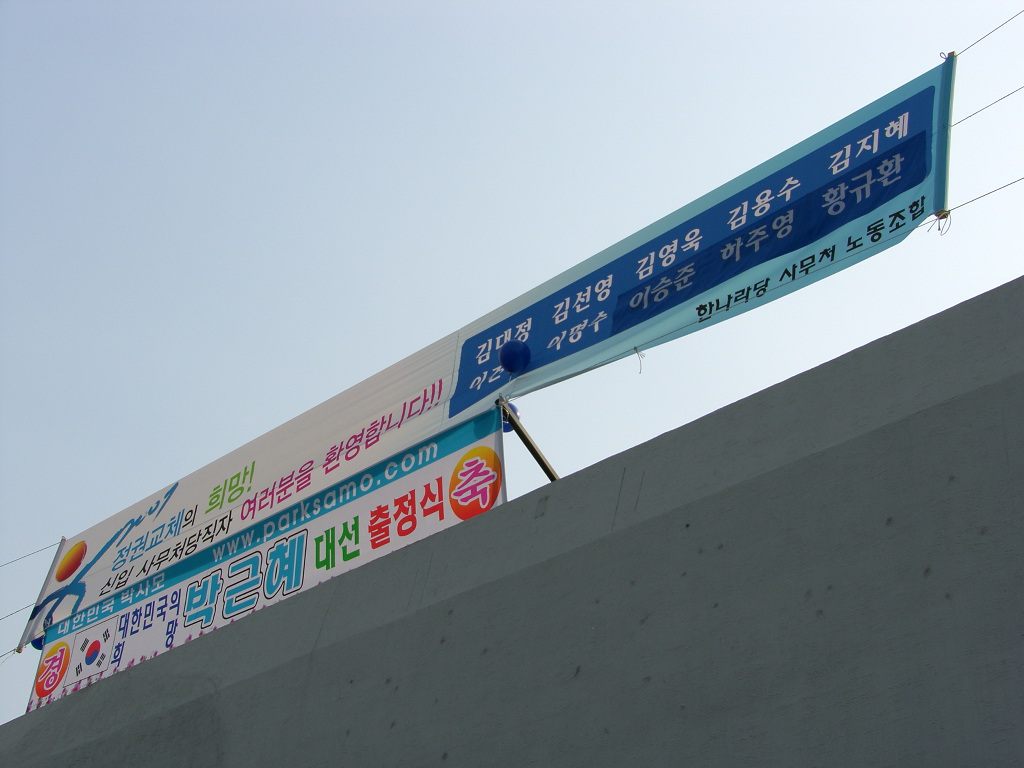 정권교체의 희망!
신입 사무처당직자 여러분을 환영합니다!!
김대정 김선영 김영욱 김용수 김지혜
이승준 하주영 황규환
한나라당 사무처 노동조합
대한민국 박사모 www.parksamo.com
경 대한민국의 희망 박근혜 대선 출정식 축